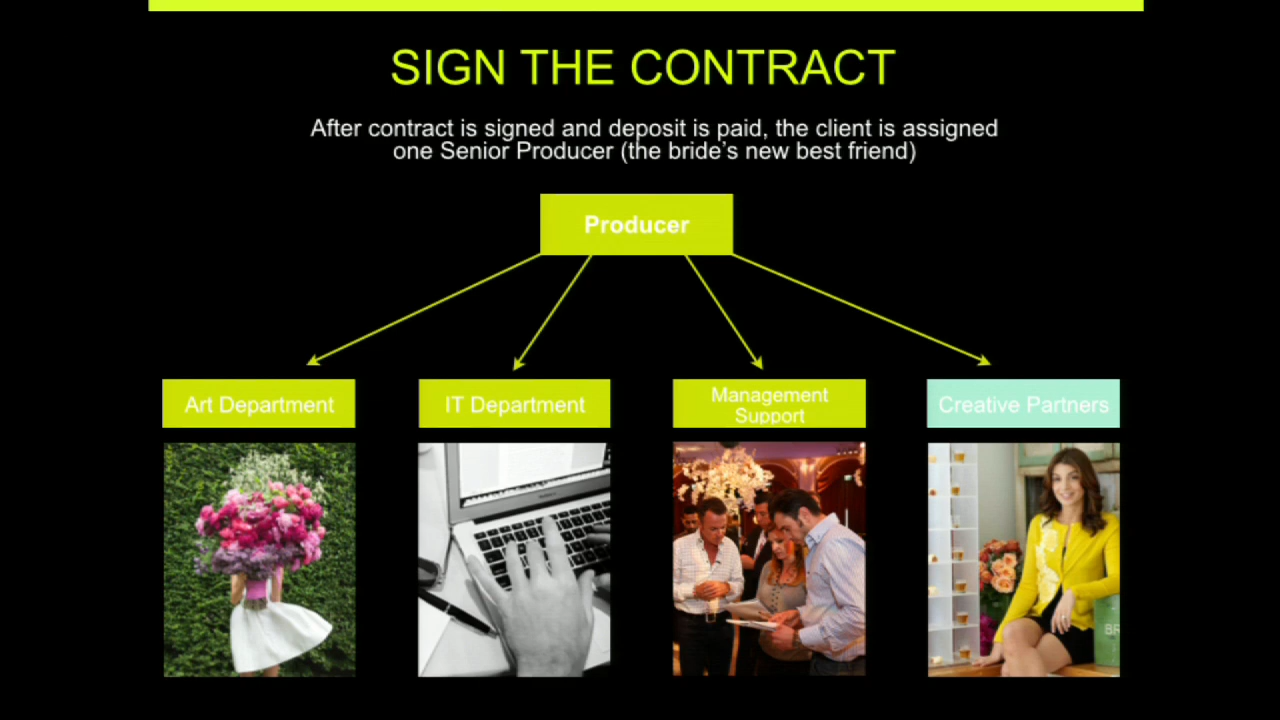 SIGN THE CONTRACT
After contract is signed and deposit is paid, the client is assigned
one Senior Producer (the bride’s new best friend)
Producer
Art Department
IT Department
Management
Support
Creative Partners
BR